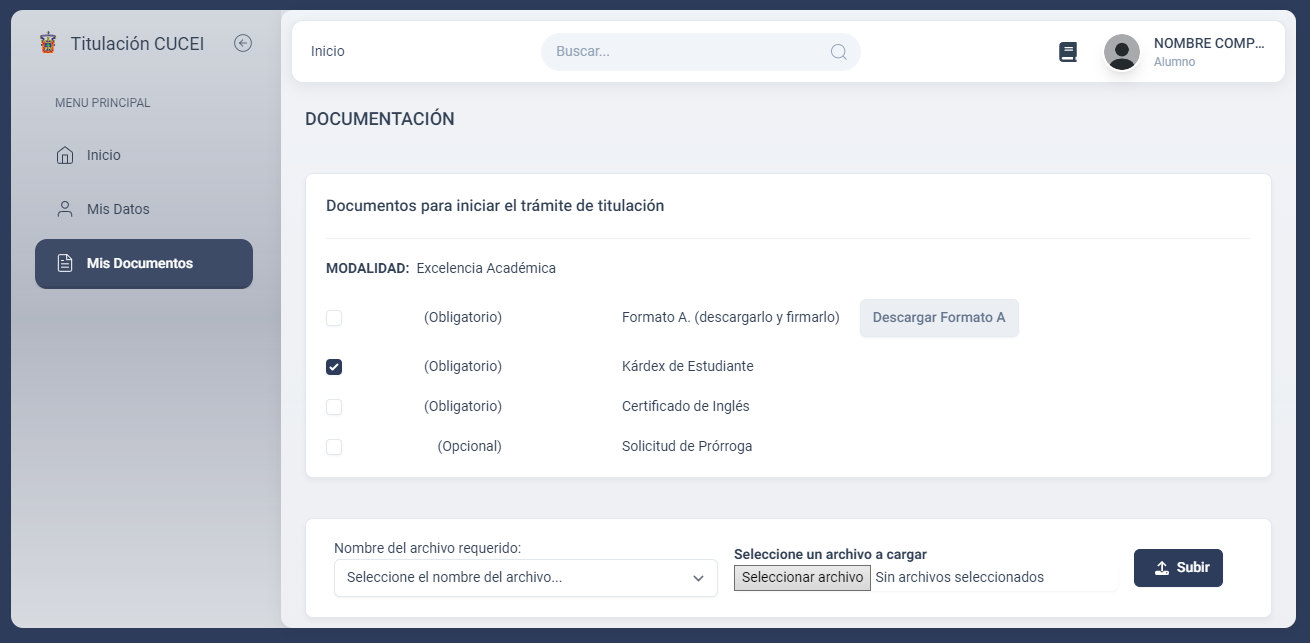 Titulación CUCEI
MENU PRINCIPAL
Inicio
Mis Datos
Mis Documentos
Inicio
Buscar...
NOMBRE COMP...
Alumno
DOCUMENTACIÓN
Documentos para iniciar el trámite de titulación
MODALIDAD: Excelencia Académica
(Obligatorio) Formato A. (descargarlo y firmarlo) Descargar Formato A
(Obligatorio) Kárdex de Estudiante
(Obligatorio) Certificado de Inglés
(Opcional) Solicitud de Prórroga
Nombre del archivo requerido:
Seleccione el nombre del archivo...
Seleccione un archivo a cargar
Seleccionar archivo Sin archivos seleccionados
Subir